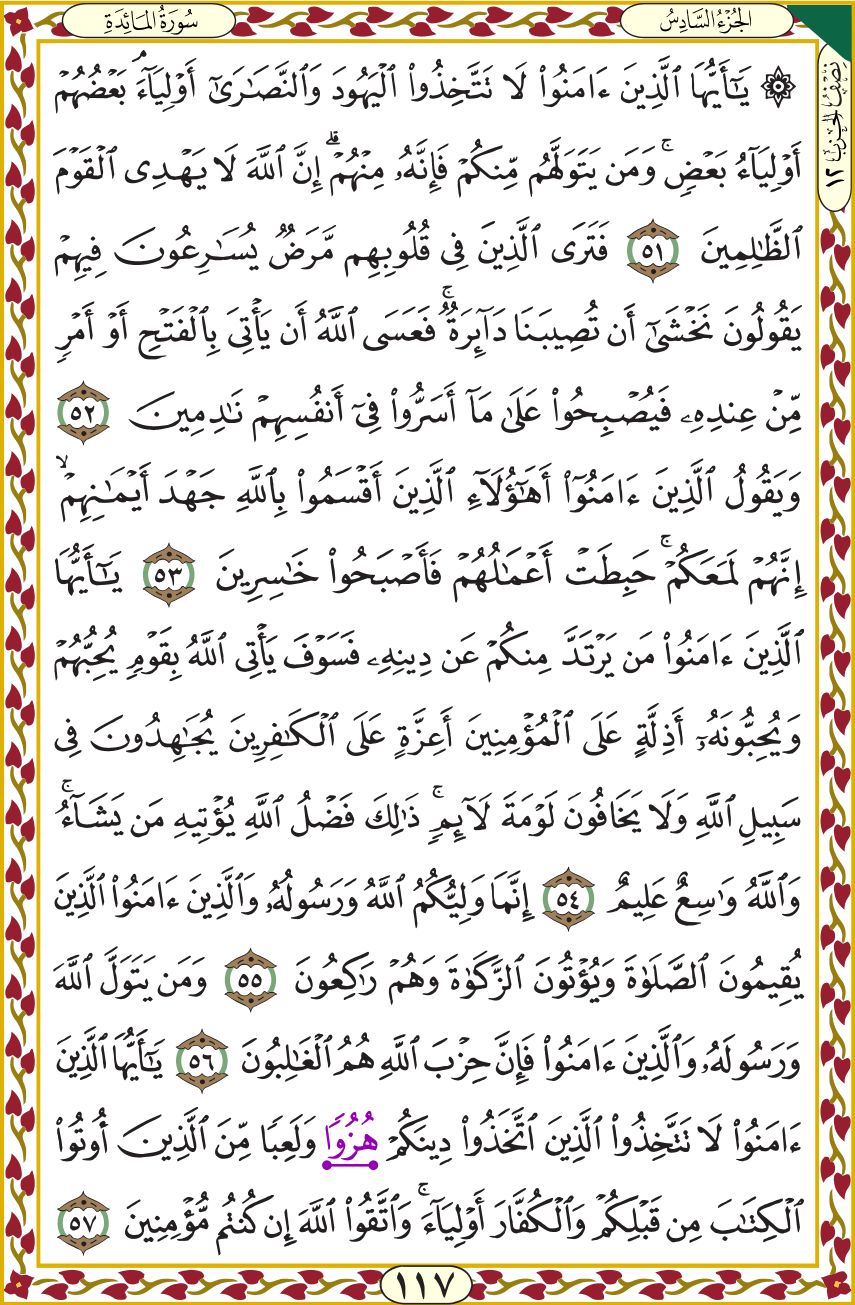 الجُزْءُ السَّادِسُ
سُورَةُ المَائِدَةِ
نِصْفُ الحِزْبِ ١٢
۞ يَـٰٓأَيُّهَا ٱلَّذِينَ ءَامَنُوا۟ لَا تَتَّخِذُوا۟ ٱلْيَهُودَ وَٱلنَّصَـٰرَىٰٓ أَوْلِيَآءَ ۘ بَعْضُهُمْ
أَوْلِيَآءُ بَعْضٍ ۚ وَمَن يَتَوَلَّهُم مِّنكُمْ فَإِنَّهُۥ مِنْهُمْ ۗ إِنَّ ٱللَّهَ لَا يَهْدِى ٱلْقَوْمَ
ٱلظَّـٰلِمِينَ ٥١ فَتَرَى ٱلَّذِينَ فِى قُلُوبِهِم مَّرَضٌ يُسَـٰرِعُونَ فِيهِمْ
يَقُولُونَ نَخْشَىٰٓ أَن تُصِيبَنَا دَآئِرَةٌ ۚ فَعَسَى ٱللَّهُ أَن يَأْتِىَ بِٱلْفَتْحِ أَوْ أَمْرٍ
مِّنْ عِندِهِۦ فَيُصْبِحُوا۟ عَلَىٰ مَآ أَسَرُّوا۟ فِىٓ أَنفُسِهِمْ نَـٰدِمِينَ ٥٢
وَيَقُولُ ٱلَّذِينَ ءَامَنُوٓا۟ أَهَـٰٓؤُلَآءِ ٱلَّذِينَ أَقْسَمُوا۟ بِٱللَّهِ جَهْدَ أَيْمَـٰنِهِمْ ۙ
إِنَّهُمْ لَمَعَكُمْ ۚ حَبِطَتْ أَعْمَـٰلُهُمْ فَأَصْبَحُوا۟ خَـٰسِرِينَ ٥٣ يَـٰٓأَيُّهَا
ٱلَّذِينَ ءَامَنُوا۟ مَن يَرْتَدَّ مِنكُمْ عَن دِينِهِۦ فَسَوْفَ يَأْتِى ٱللَّهُ بِقَوْمٍ يُحِبُّهُمْ
وَيُحِبُّونَهُۥٓ أَذِلَّةٍ عَلَى ٱلْمُؤْمِنِينَ أَعِزَّةٍ عَلَى ٱلْكَـٰفِرِينَ يُجَـٰهِدُونَ فِى
سَبِيلِ ٱللَّهِ وَلَا يَخَافُونَ لَوْمَةَ لَآئِمٍ ۚ ذَٰلِكَ فَضْلُ ٱللَّهِ يُؤْتِيهِ مَن يَشَآءُ ۚ
وَٱللَّهُ وَٰسِعٌ عَلِيمٌ ٥٤ إِنَّمَا وَلِيُّكُمُ ٱللَّهُ وَرَسُولُهُۥ وَٱلَّذِينَ ءَامَنُوا۟ ٱلَّذِينَ
يُقِيمُونَ ٱلصَّلَوٰةَ وَيُؤْتُونَ ٱلزَّكَوٰةَ وَهُمْ رَٰكِعُونَ ٥٥ وَمَن يَتَوَلَّ ٱللَّهَ
وَرَسُولَهُۥ وَٱلَّذِينَ ءَامَنُوا۟ فَإِنَّ حِزْبَ ٱللَّهِ هُمُ ٱلْغَـٰلِبُونَ ٥٦ يَـٰٓأَيُّهَا ٱلَّذِينَ
ءَامَنُوا۟ لَا تَتَّخِذُوا۟ ٱلَّذِينَ ٱتَّخَذُوا۟ دِينَكُمْ هُزُوًا وَلَعِبًا مِّنَ ٱلَّذِينَ أُوتُوا۟
ٱلْكِتَـٰبَ مِن قَبْلِكُمْ وَٱلْكُفَّارَ أَوْلِيَآءَ ۚ وَٱتَّقُوا۟ ٱللَّهَ إِن كُنتُم مُّؤْمِنِينَ ٥٧
١١٧